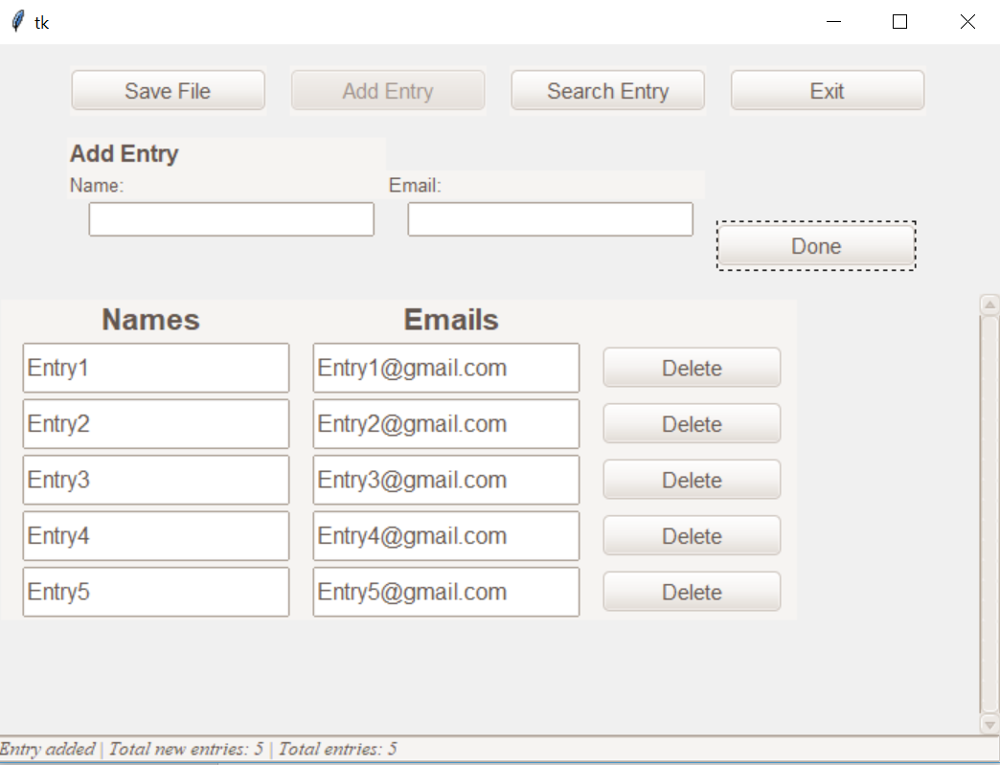 tk
Save File Add Entry Search Entry Exit
Add Entry
Name: Email:
Done
Names Emails
Entry1 Entry1@gmail.com Delete
Entry2 Entry2@gmail.com Delete
Entry3 Entry3@gmail.com Delete
Entry4 Entry4@gmail.com Delete
Entry5 Entry5@gmail.com Delete
Entry added | Total new entries: 5 | Total entries: 5